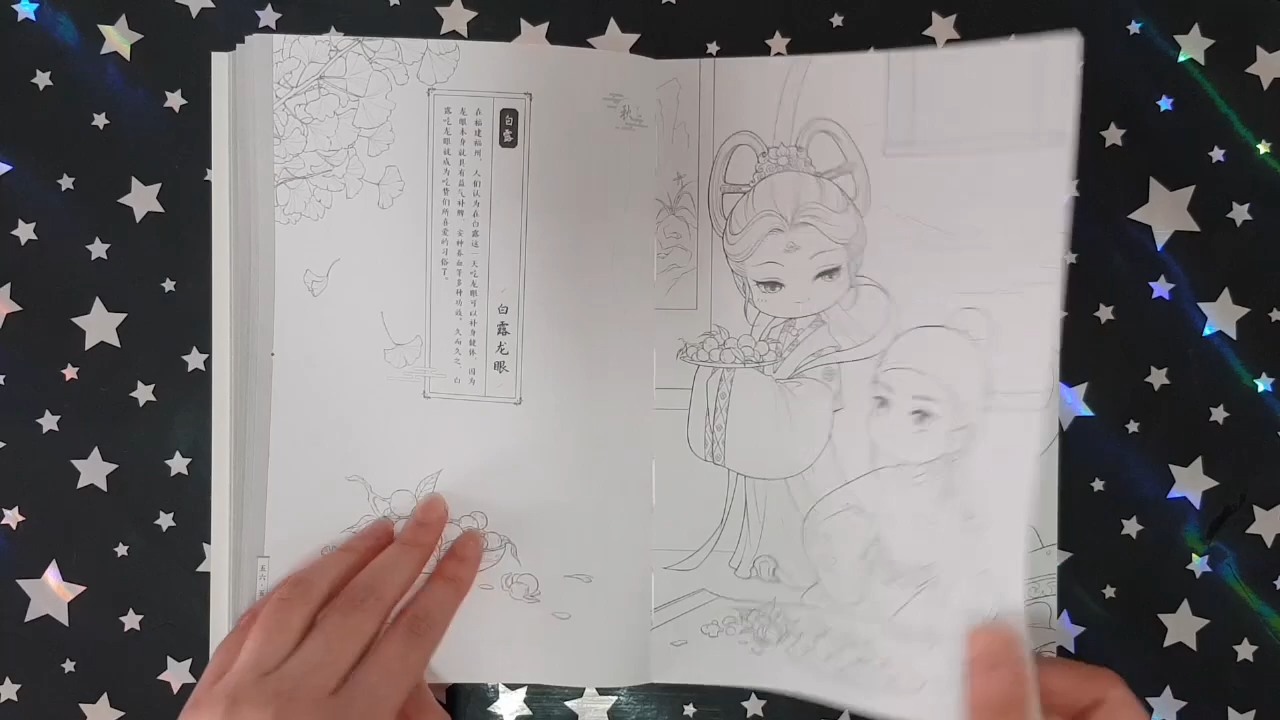 白露
白露龙眼
在福建福州，人们认为在白露这一天吃龙眼可以补身健体，因为
龙眼本身就具有益气补脾、安神养血等多种功效。久而久之，白
露吃龙眼就成为吃货们所喜爱的习俗了。
秋
五六·五